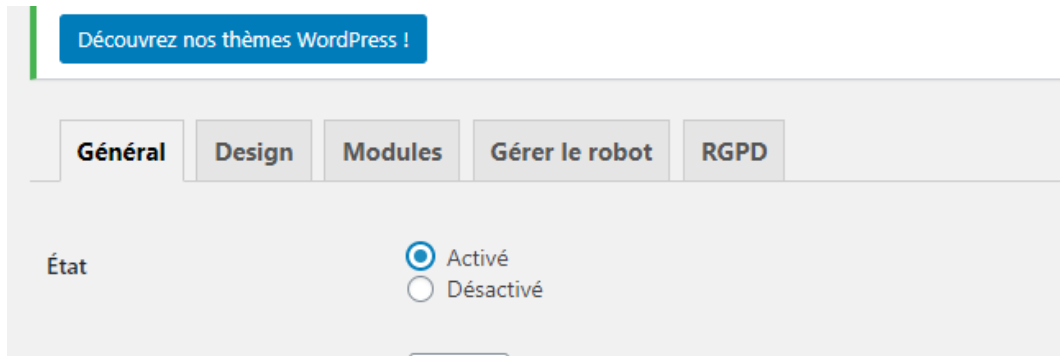 Découvrez nos thèmes WordPress !
Général Design Modules Gérer le robot RGPD
État
Activé
Désactivé